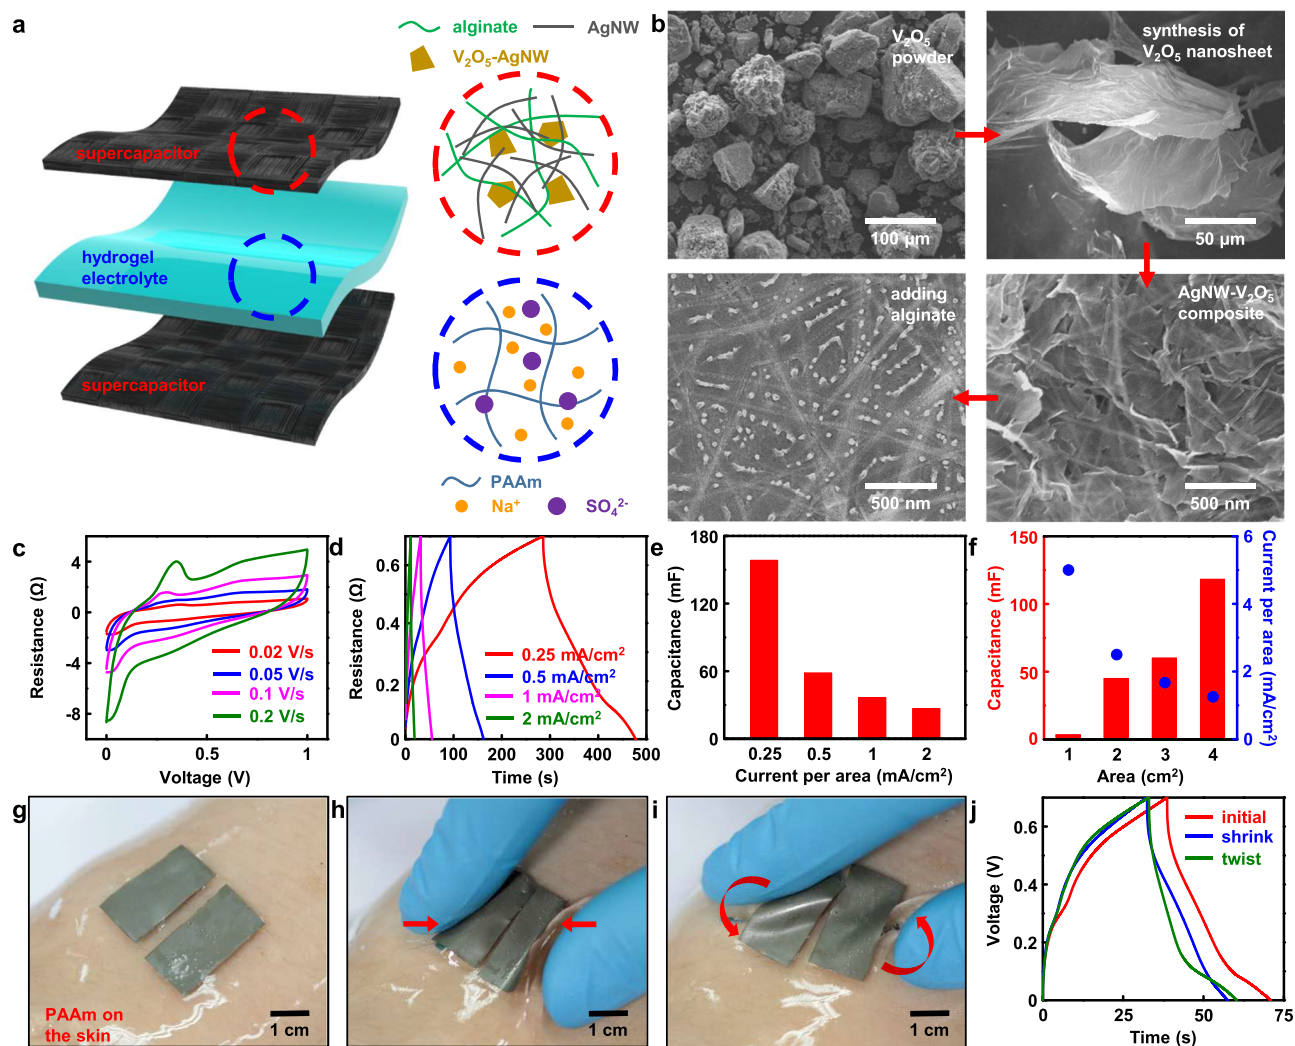 a
alginate
AgNW
V₂O₅-AgNW
supercapacitor
hydrogel
electrolyte
supercapacitor
PAAm
Na⁺
SO₄²⁻
b
V₂O₅
powder
100 µm
synthesis of
V₂O₅ nanosheet
50 µm
adding
alginate
500 nm
AgNW-V₂O₅
composite
500 nm
c
Resistance (Ω)
4
0
-4
-8
0.02 V/s
0.05 V/s
0.1 V/s
0.2 V/s
0
0.5
1
Voltage (V)
d
Resistance (Ω)
0.6
0.4
0.2
0
0.25 mA/cm²
0.5 mA/cm²
1 mA/cm²
2 mA/cm²
0
100
200
300
400
500
Time (s)
e
Capacitance (mF)
180
120
60
0
0.25
0.5
1
2
Current per area (mA/cm²)
f
Capacitance (mF)
150
100
50
0
1
2
3
4
Area (cm²)
6
4
2
0
Current per
area (mA/cm²)
g
PAAm on
the skin
1 cm
h
1 cm
i
1 cm
j
Voltage (V)
0.6
0.4
0.2
0
initial
shrink
twist
0
25
50
75
Time (s)